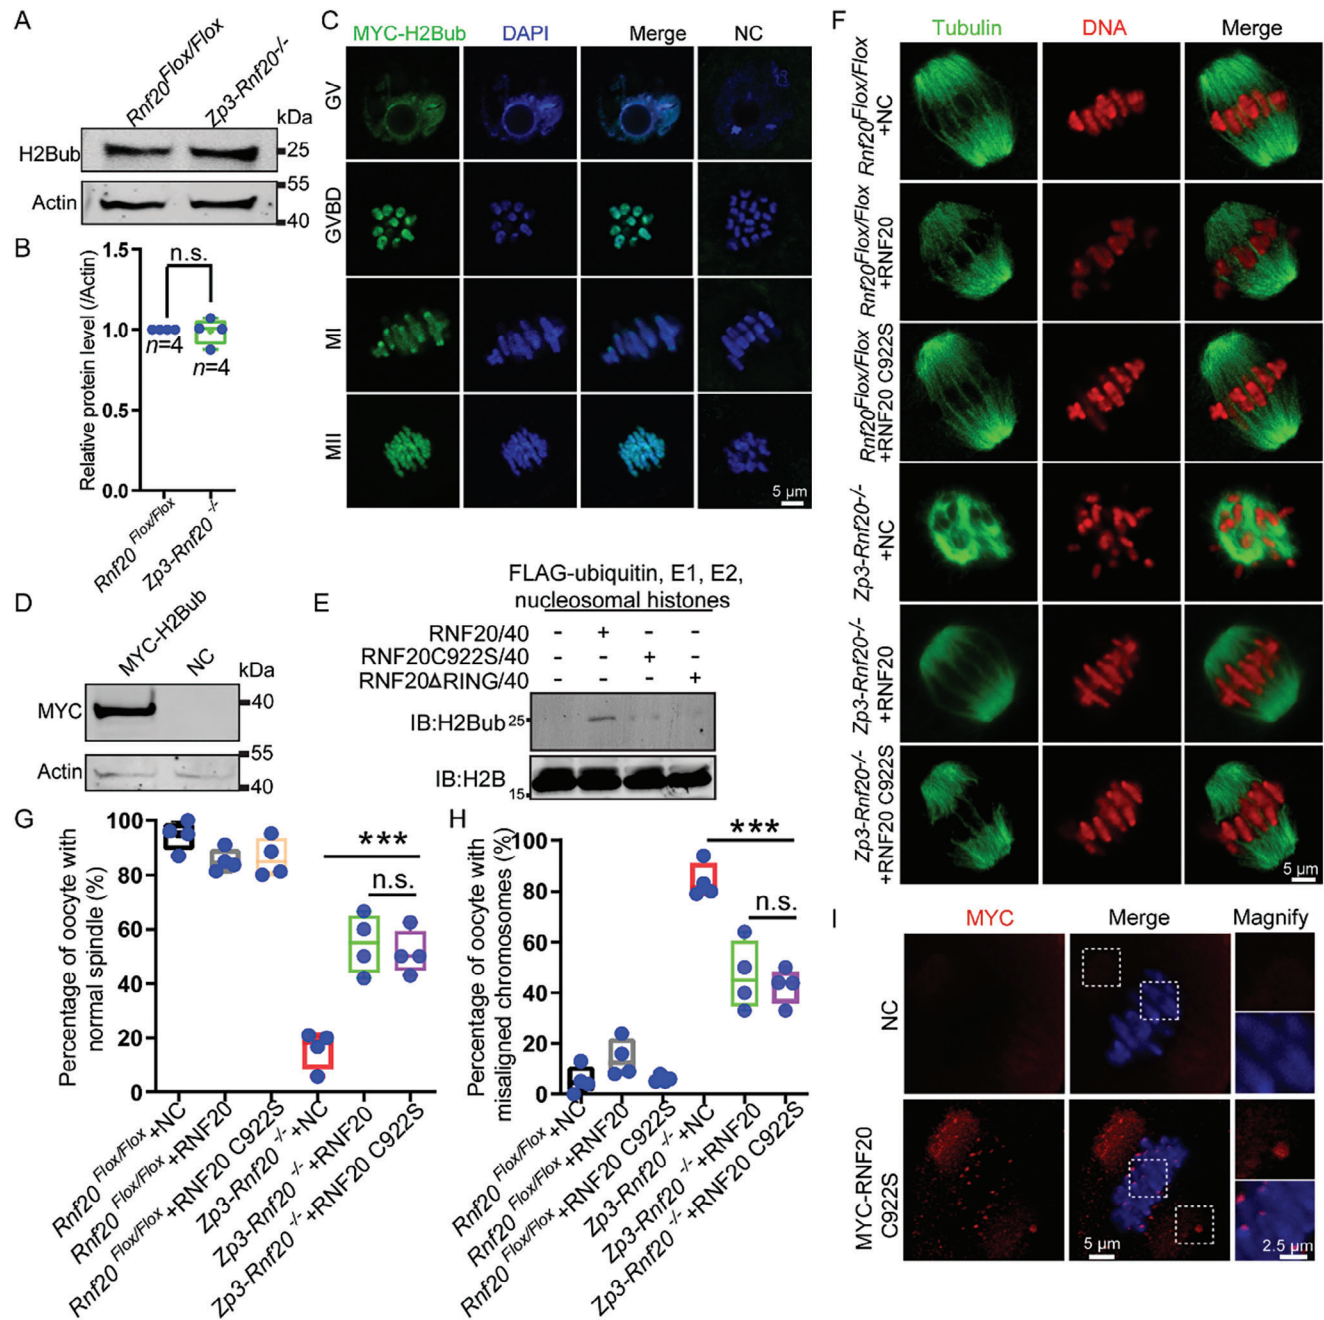 A
Rnf20Flox/Flox
Zp3-Rnf20-/-
kDa
H2Bub
25
Actin
55
40
B
Relative protein level (/Actin)
1.5
1.0
0.5
0.0
n.s.
n=4
n=4
Rnf20 Flox/Flox
Zp3-Rnf20 -/-
C
MYC-H2Bub
DAPI
Merge
NC
GV
GVBD
MI
MII
5 µm
D
MYC-H2Bub
NC
kDa
MYC
40
Actin
55
40
E
FLAG-ubiquitin, E1, E2,
nucleosomal histones
RNF20/40 - + - -
RNF20C922S/40 - - + -
RNF20ΔRING/40 - - - +
IB:H2Bub
25
IB:H2B
15
F
Tubulin
DNA
Merge
Rnf20Flox/Flox
+NC
Rnf20Flox/Flox
+RNF20
Rnf20Flox/Flox
+RNF20 C922S
Zp3-Rnf20-/-
+NC
Zp3-Rnf20-/-
+RNF20
Zp3-Rnf20-/-
+RNF20 C922S
5 µm
G
Percentage of oocyte with
normal spindle (%)
100
80
60
40
20
0
***
n.s.
Rnf20 Flox/Flox +NC
Rnf20 Flox/Flox +RNF20
Rnf20 Flox/Flox +RNF20 C922S
Zp3-Rnf20 -/- +NC
Zp3-Rnf20 -/- +RNF20
Zp3-Rnf20 -/- +RNF20 C922S
H
Percentage of oocyte with
misaligned chromosomes (%)
100
80
60
40
20
0
***
n.s.
Rnf20 Flox/Flox +NC
Rnf20 Flox/Flox +RNF20
Rnf20 Flox/Flox +RNF20 C922S
Zp3-Rnf20 -/- +NC
Zp3-Rnf20 -/- +RNF20
Zp3-Rnf20 -/- +RNF20 C922S
I
MYC
Merge
Magnify
NC
MYC-RNF20
C922S
5 µm
2.5 µm